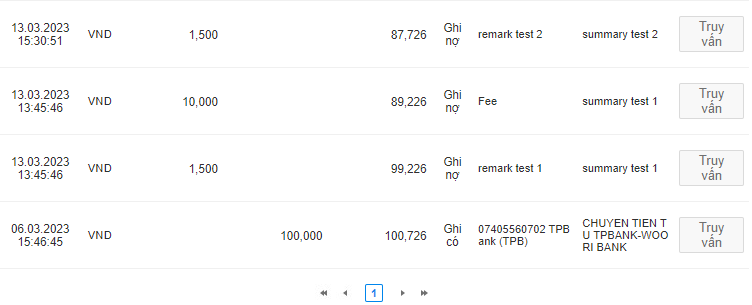 13.03.2023 15:30:51 VND 1,500 87,726 Ghi nợ remark test 2 summary test 2 Truy vấn
13.03.2023 13:45:46 VND 10,000 89,226 Ghi nợ Fee summary test 1 Truy vấn
13.03.2023 13:45:46 VND 1,500 99,226 Ghi nợ remark test 1 summary test 1 Truy vấn
06.03.2023 15:46:45 VND 100,000 100,726 Ghi có 07405560702 TPB ank (TPB) CHUYEN TIEN T U TPBANK-WOO RI BANK Truy vấn
1